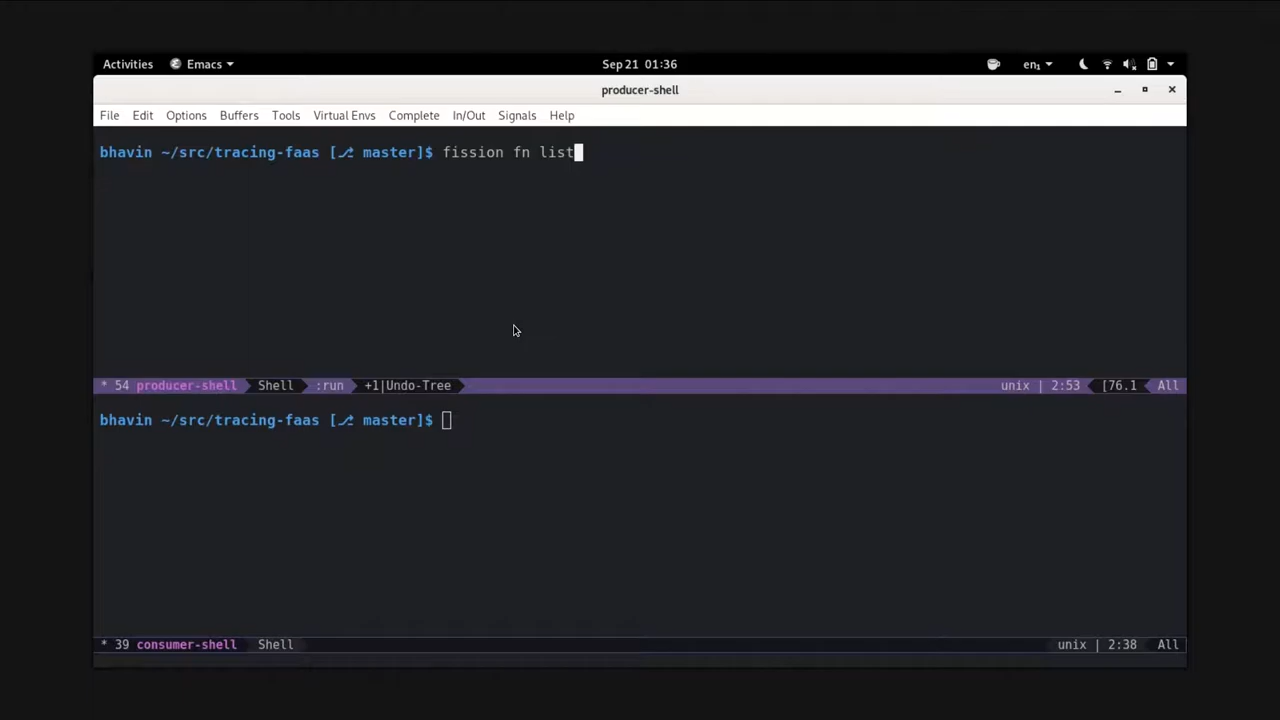 Activities Emacs Sep 21 01:36 en₁
producer-shell
File Edit Options Buffers Tools Virtual Envs Complete In/Out Signals Help
bhavin ~/src/tracing-faas [⎇ master]$ fission fn list
* 54 producer-shell Shell :run +1|Undo-Tree unix | 2:53 [76.1 All
bhavin ~/src/tracing-faas [⎇ master]$
* 39 consumer-shell Shell unix | 2:38 All